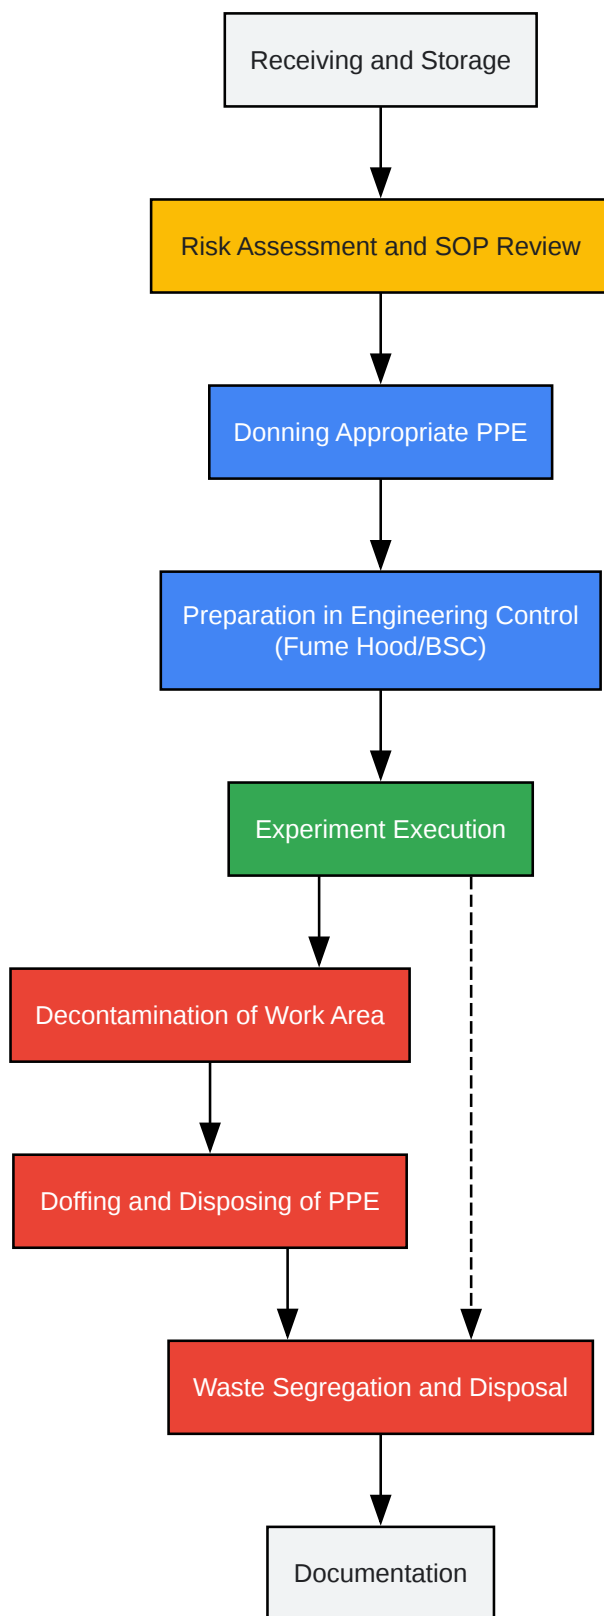 Receiving and Storage
Risk Assessment and SOP Review
Donning Appropriate PPE
Preparation in Engineering Control
(Fume Hood/BSC)
Experiment Execution
Decontamination of Work Area
Doffing and Disposing of PPE
Waste Segregation and Disposal
Documentation